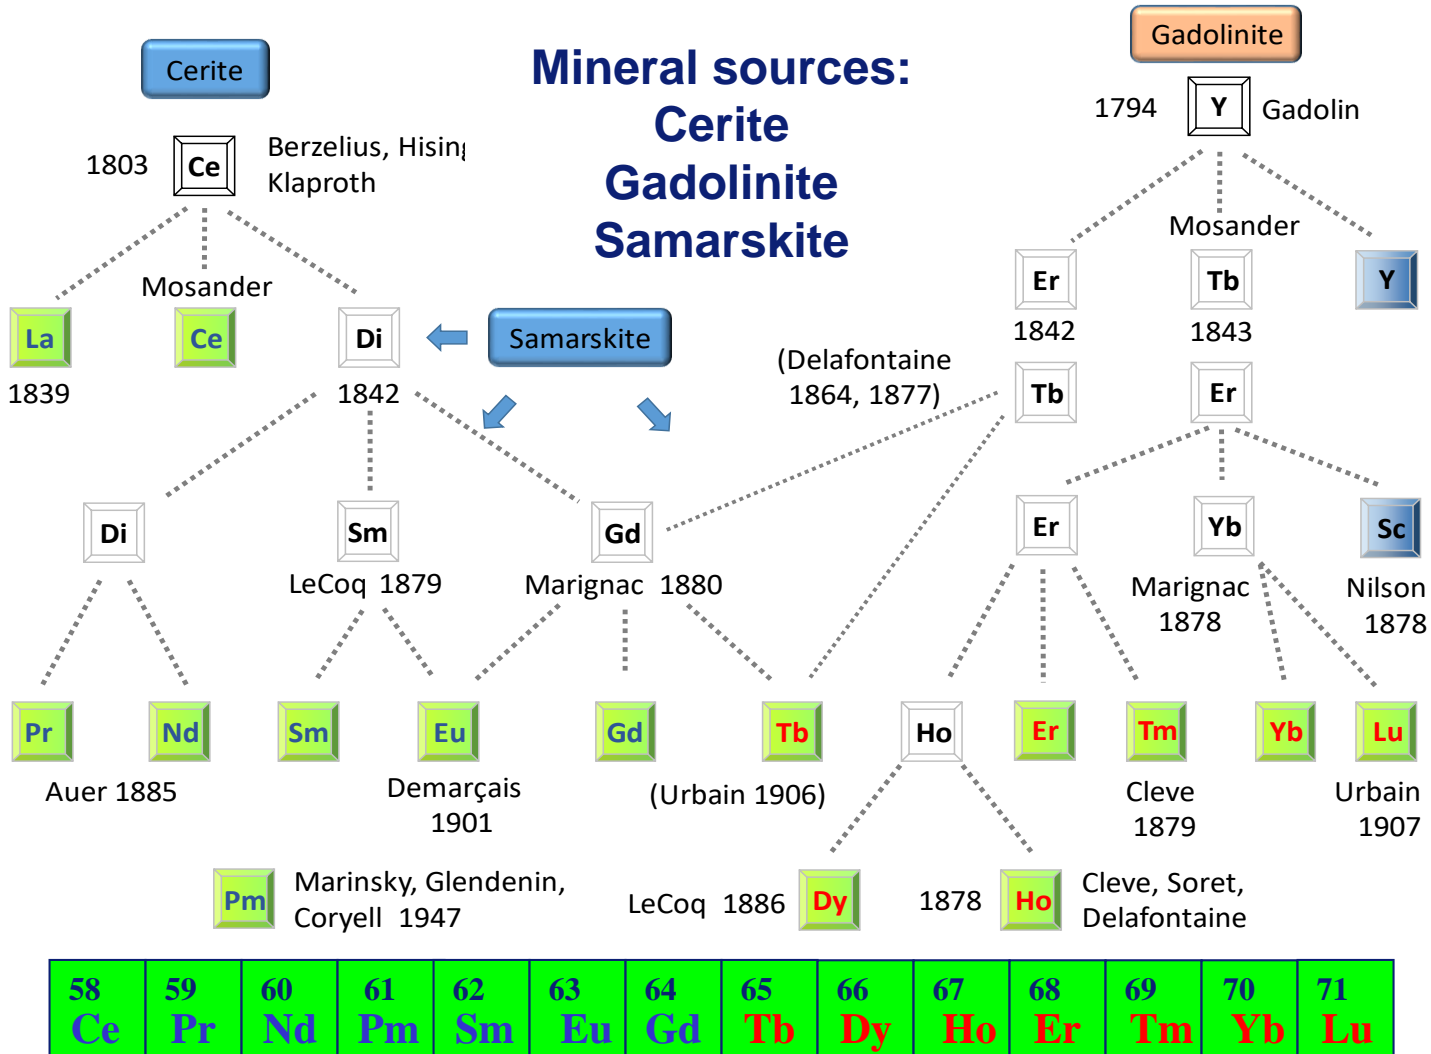 Cerite
Mineral sources:
Cerite
Gadolinite
Samarskite
Gadolinite
1794 Y Gadolin
1803 Ce Berzelius,
Klaproth
Mosander
Mosander
La Ce Di
1839 1842
Samarskite
Er Tb Y
1842 1843
(Delafontaine
1864, 1877)
Tb Er
Di Sm Gd Er Yb Sc
LeCoq 1879
Marignac 1880
Marignac
1878
Nilson
1878
Pr Nd Sm Eu Gd Tb Ho Er Tm Yb Lu
Auer 1885
Demarçais
1901
(Urbain 1906)
Cleve
1879
Urbain
1907
Pm Marinsky, Glendenin,
Coryell 1947
LeCoq 1886 Dy
1878 Ho Cleve, Soret,
Delafontaine
58 59 60 61 62 63 64 65 66 67 68 69 70 71
Ce Pr Nd Pm Sm Eu Gd Tb Dy Ho Er Tm Yb Lu